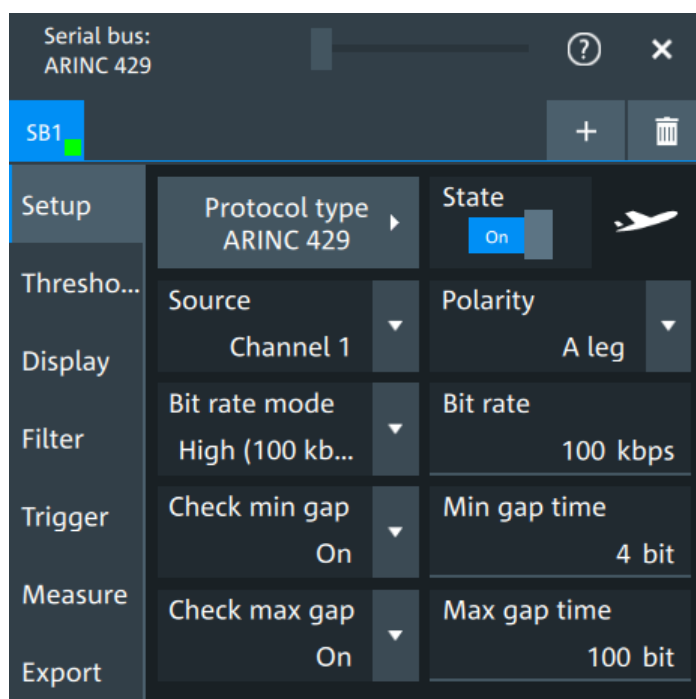 Serial bus:
ARINC 429
?
SB1
+
Setup
Thresho...
Display
Filter
Trigger
Measure
Export
Protocol type
ARINC 429
State
On
Source
Channel 1
Polarity
A leg
Bit rate mode
High (100 kb...
Bit rate
100 kbps
Check min gap
On
Min gap time
4 bit
Check max gap
On
Max gap time
100 bit